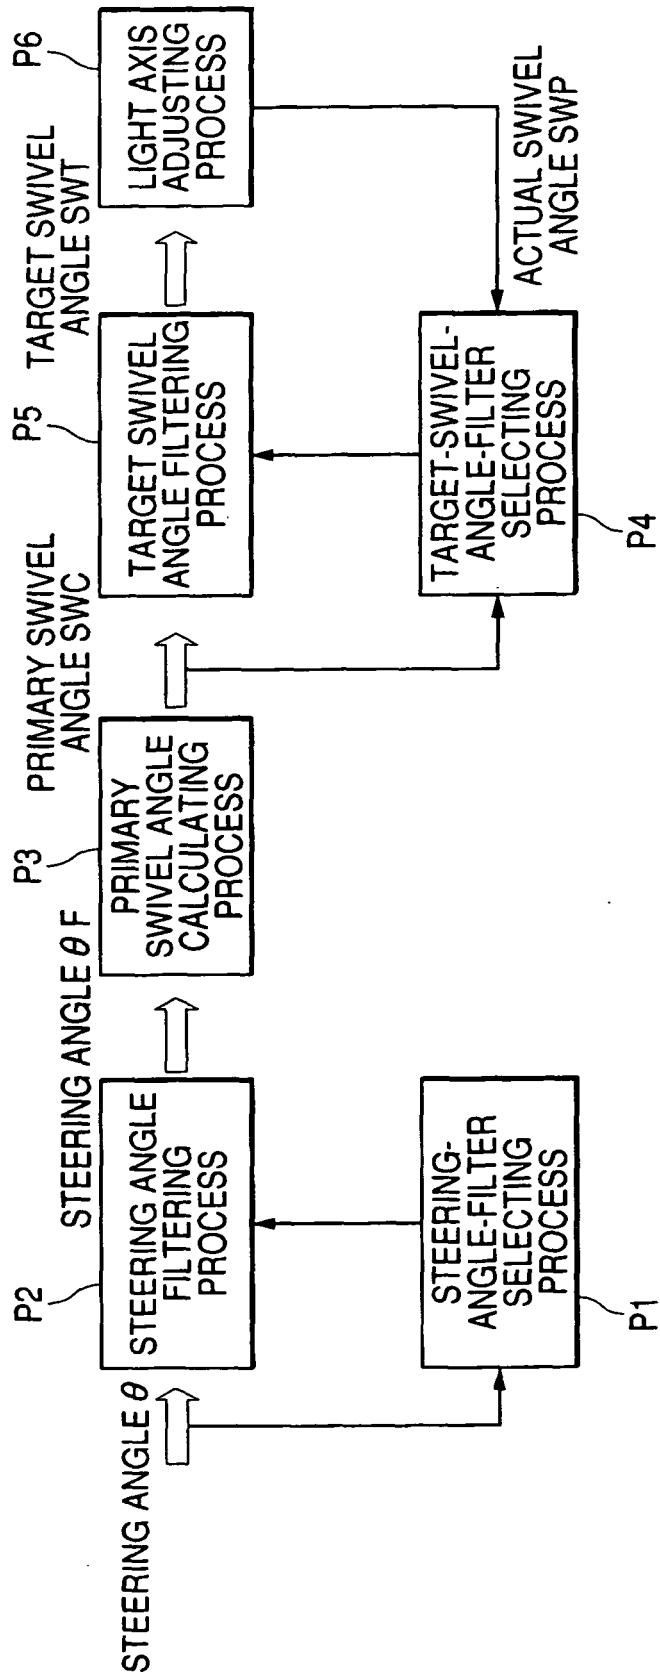 STEERING ANGLE θ
P2
STEERING ANGLE
FILTERING
PROCESS
STEERING-
ANGLE-FILTER
SELECTING
PROCESS
P1
STEERING ANGLE θ F
P3
PRIMARY
SWIVEL ANGLE
CALCULATING
PROCESS
PRIMARY SWIVEL
ANGLE SWC
P5
TARGET SWIVEL
ANGLE FILTERING
PROCESS
TARGET-SWIVEL-
ANGLE-FILTER
SELECTING
PROCESS
P4
TARGET SWIVEL
ANGLE SWT
P6
LIGHT AXIS
ADJUSTING
PROCESS
ACTUAL SWIVEL
ANGLE SWP